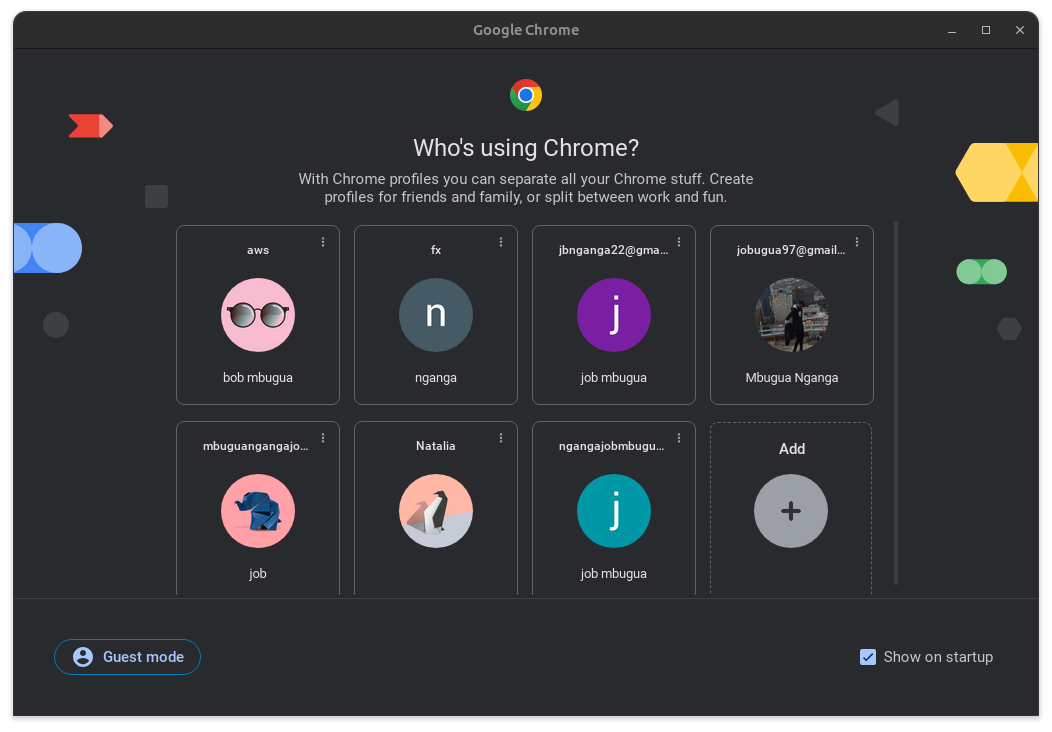 Google Chrome
Who's using Chrome?
With Chrome profiles you can separate all your Chrome stuff. Create
profiles for friends and family, or split between work and fun.
aws
bob mbugua
fx
n
nganga
jbnganga22@gma...
j
job mbugua
jobugua97@gmail...
Mbugua Nganga
mbuguangangajo...
job
Natalia
ngangajobmbugu...
j
job mbugua
Add
Guest mode
Show on startup